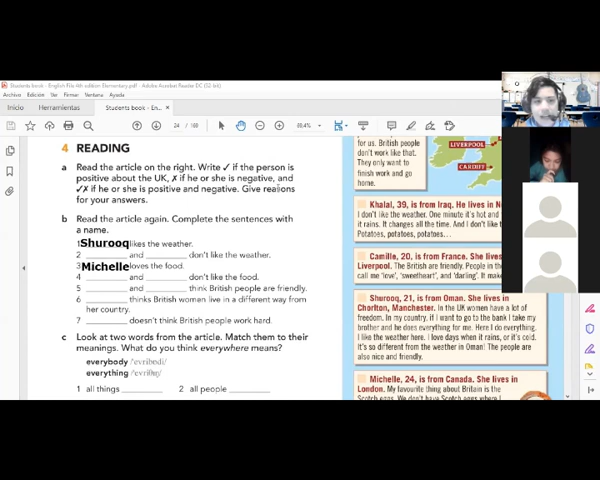 Students book - English File 4th edition Elementary.pdf - Adobe Acrobat Reader DC (32-bit)
Archivo Edición Ver Firmar Ventana Ayuda
Inicio Herramientas Students book - En... ×
24 / 169
89,4%
4 READING
a Read the article on the right. Write ✓ if the person is
positive about the UK, ✗ if he or she is negative, and
✓✗ if he or she is positive and negative. Give reasons
for your answers.
b Read the article again. Complete the sentences with
a name.
1 Shurooq likes the weather.
2 ________ and ________ don't like the weather.
3 Michelle loves the food.
4 ________ and ________ don't like the food.
5 ________ and ________ think British people are friendly.
6 ________ thinks British women live in a different way from
her country.
7 ________ doesn't think British people work hard.
c Look at two words from the article. Match them to their
meanings. What do you think everywhere means?
everybody /ˈevribɒdi/
everything /ˈevriθɪŋ/
1 all things ________ 2 all people ________
for us. British people
don't work like that.
They only want to
finish work and go
home.
LIVERPOOL
CARDIFF
Khalal, 39, is from Iraq. He lives in
I don't like the weather. One minute it's hot and
it rains. It changes all the time. And I don't like
Potatoes, potatoes, potatoes...
Camille, 20, is from France. She lives
Liverpool. The British are friendly. People in the
call me 'love', 'sweetheart', and 'darling'. It
Shurooq, 21, is from Oman. She lives in
Chorlton, Manchester. In the UK women have a lot of
freedom. In my country, if I want to go to the bank I take my
brother and he does everything for me. Here I do everything.
I like the weather here. I love days when it rains, or it's cold.
It's so different from the weather in Oman! The people are
also nice and friendly.
Michelle, 24, is from Canada. She lives in
London. My favourite thing about Britain is the
Scotch eggs. We don't have Scotch eggs where I